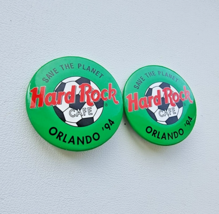 SAVE THE PLANET
Hard Rock
CAFE
ORLANDO '94
SAVE THE PLANET
Hard Rock
CAFE
ORLANDO '94